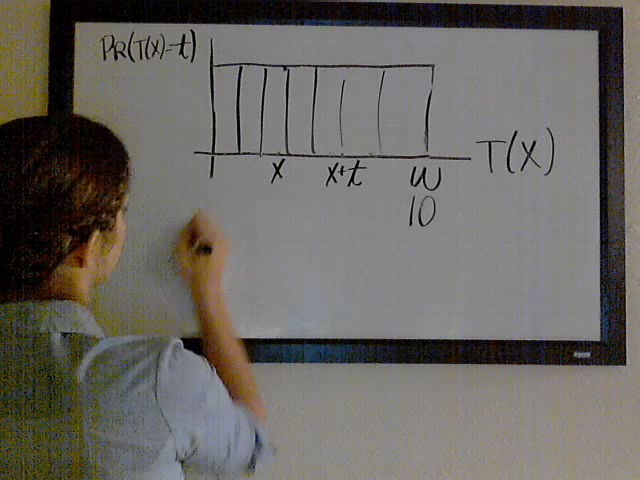 PR(T(x)=t)
T(x)
x x+t ω
10